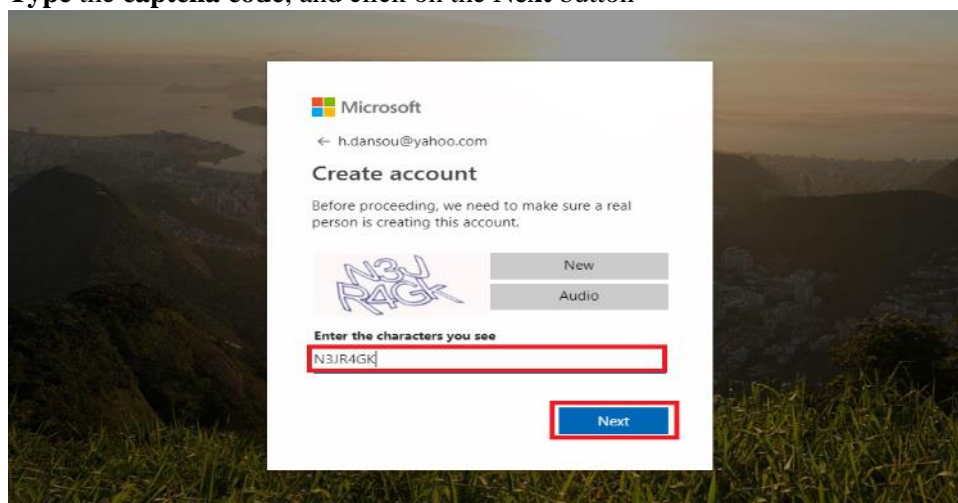 Type the captcha code, and click on the Next button
Microsoft
← h.dansou@yahoo.com
Create account
Before proceeding, we need to make sure a real
person is creating this account.
N3J
R4GK
New
Audio
Enter the characters you see
N3JR4GK
Next